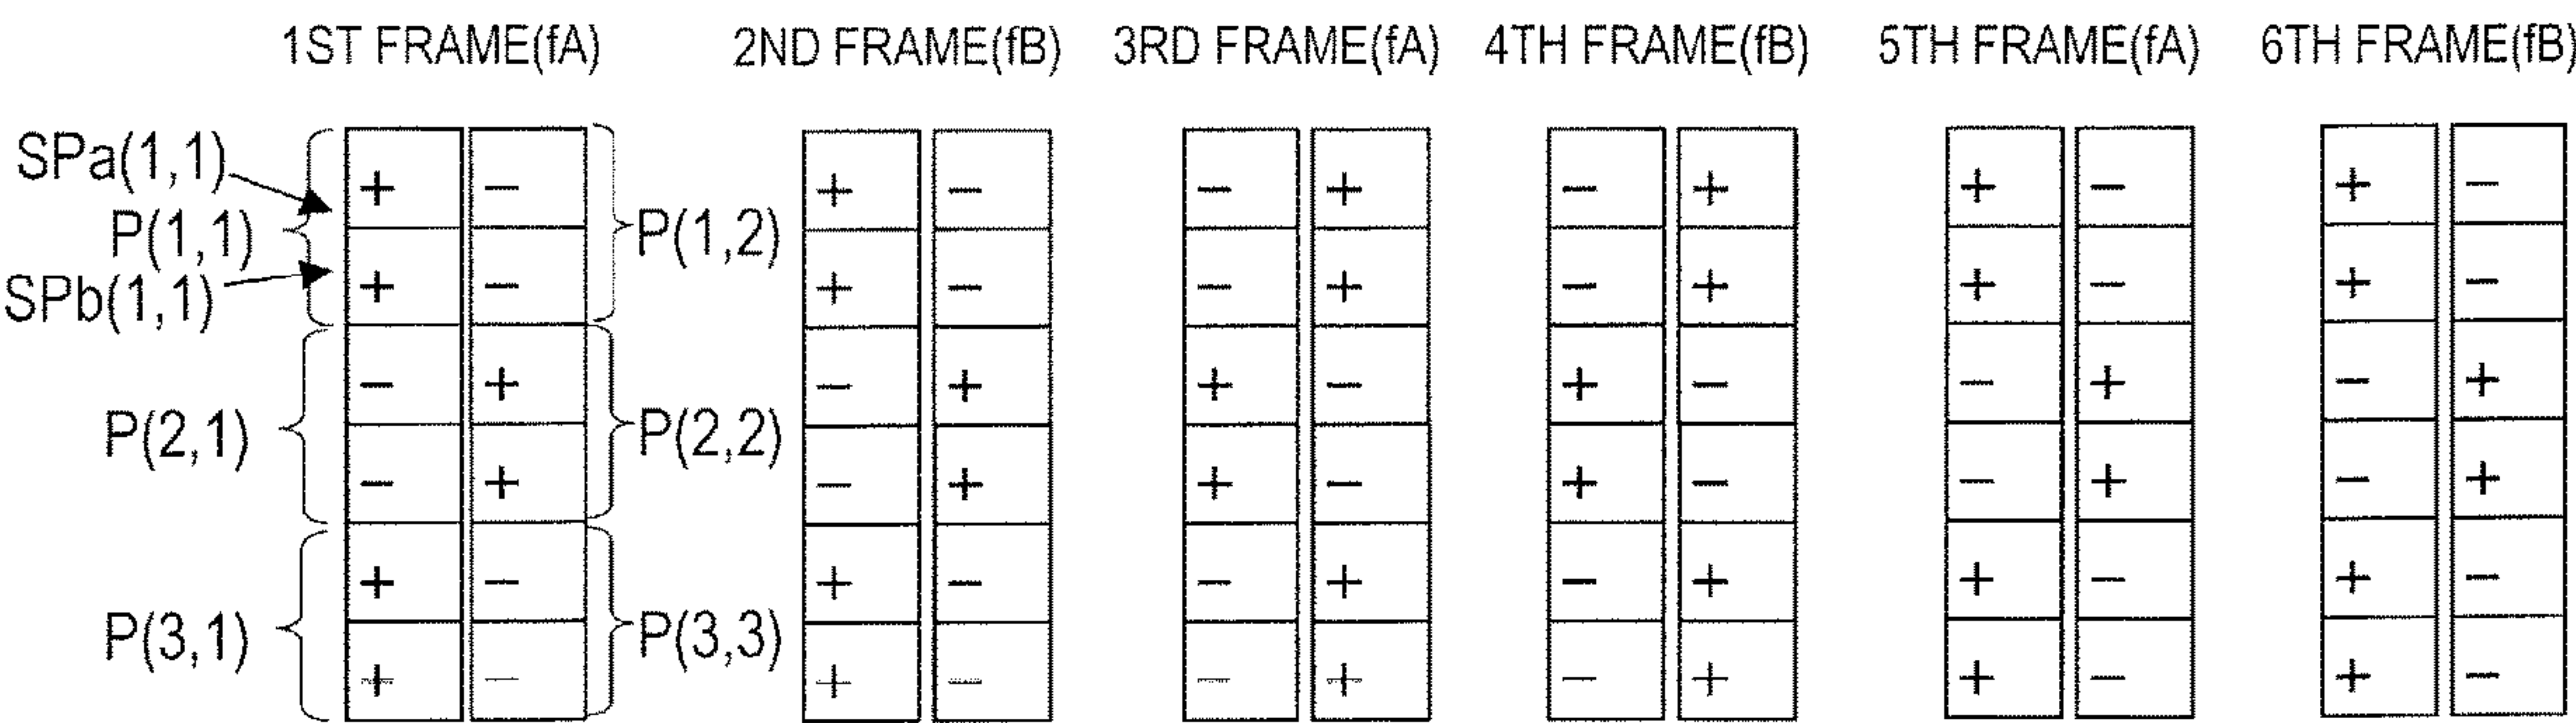 1ST FRAME(fA) 2ND FRAME(fB) 3RD FRAME(fA) 4TH FRAME(fB) 5TH FRAME(fA) 6TH FRAME(fB)
SPa(1,1)
+ − + − − + − + + − + −
P(1,1) P(1,2)
SPb(1,1)
+ − + − − + − + + − + −
− + − + + − + − − + − +
P(2,1) P(2,2)
− + − + + − + − − + − +
+ − + − − + − + + − + −
P(3,1) P(3,3)
+ − + − − + − + + − + −